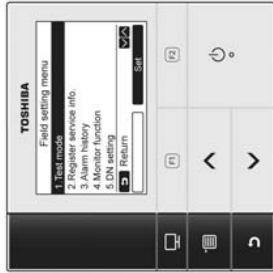 TOSHIBA
Field setting menu
1.Test mode
2.Register service info.
3.Alarm history
4.Monitor function
5.DN setting
Return
Set
F1
F2